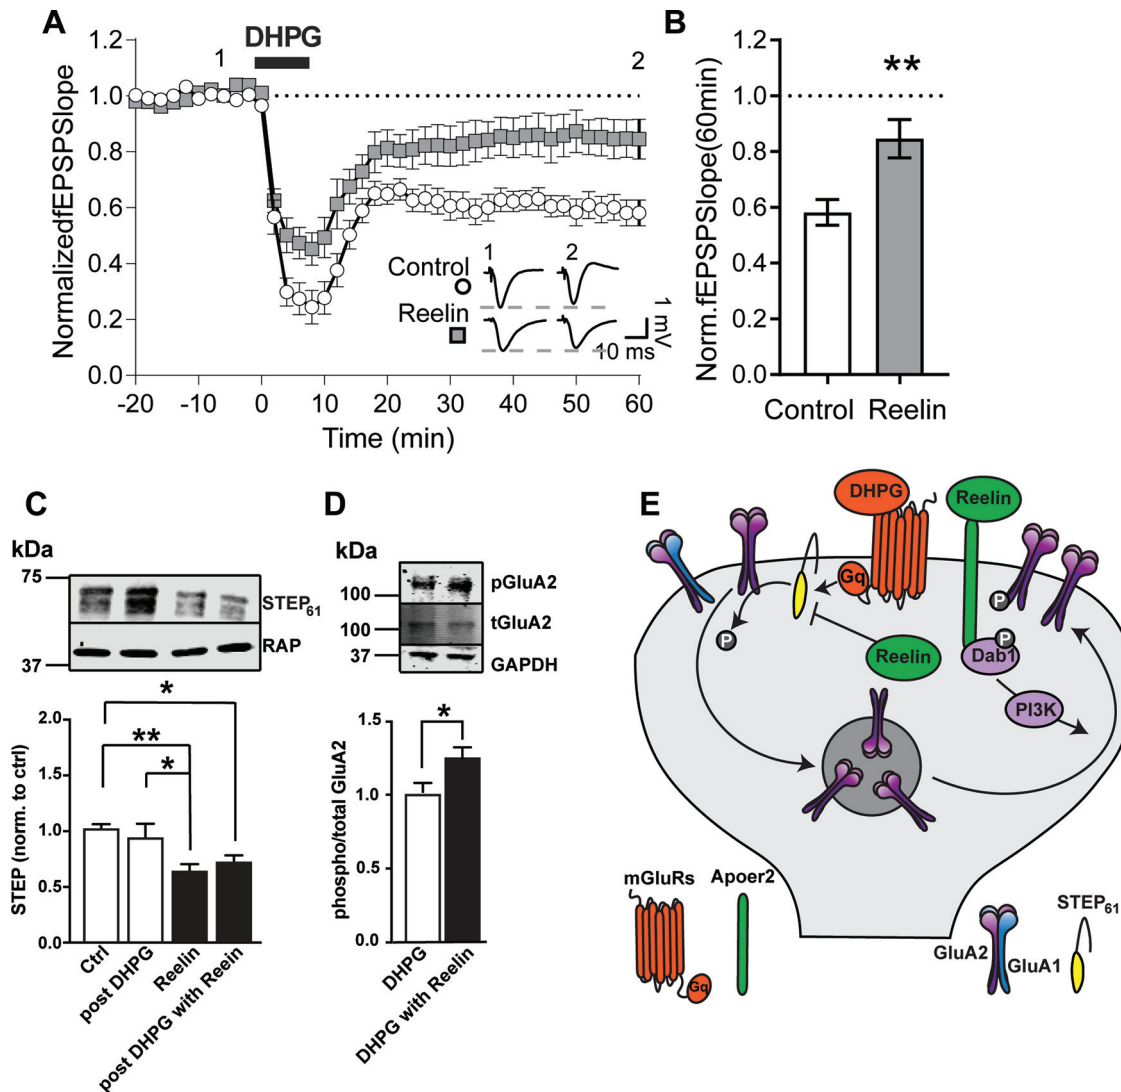 A
DHPG
1
2
1.2
1.0
0.8
0.6
0.4
0.2
0.0
NormalizedfEPSPSlope
-20
-10
0
10
20
30
40
50
60
Time (min)
1
2
Control
Reelin
1 mV
10 ms
B
**
1.2
1.0
0.8
0.6
0.4
0.2
0.0
Norm.fEPSPSlope(60min)
Control
Reelin
C
kDa
75
37
STEP61
RAP
*
**
*
2.0
1.5
1.0
0.5
0.0
STEP (norm. to ctrl)
Ctrl
post DHPG
Reelin
post DHPG with Reein
D
kDa
100
100
37
pGluA2
tGluA2
GAPDH
*
1.5
1.0
0.5
0.0
phospho/total GluA2
DHPG
DHPG with Reelin
E
DHPG
Reelin
Gq
P
P
P
Reelin
Dab1
PI3K
mGluRs
Apoer2
Gq
GluA2
GluA1
STEP61